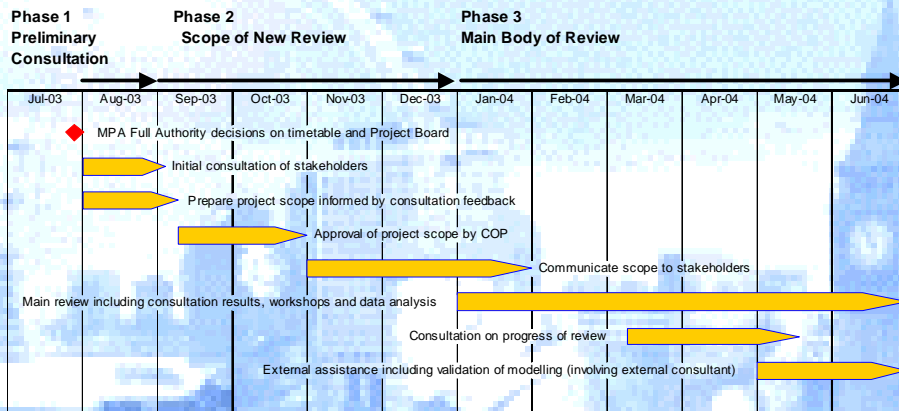 Phase 1
Preliminary
Consultation
Phase 2
Scope of New Review
Phase 3
Main Body of Review
Jul-03 Aug-03 Sep-03 Oct-03 Nov-03 Dec-03 Jan-04 Feb-04 Mar-04 Apr-04 May-04 Jun-04
MPA Full Authority decisions on timetable and Project Board
Initial consultation of stakeholders
Prepare project scope informed by consultation feedback
Approval of project scope by COP
Communicate scope to stakeholders
Main review including consultation results, workshops and data analysis
Consultation on progress of review
External assistance including validation of modelling (involving external consultant)